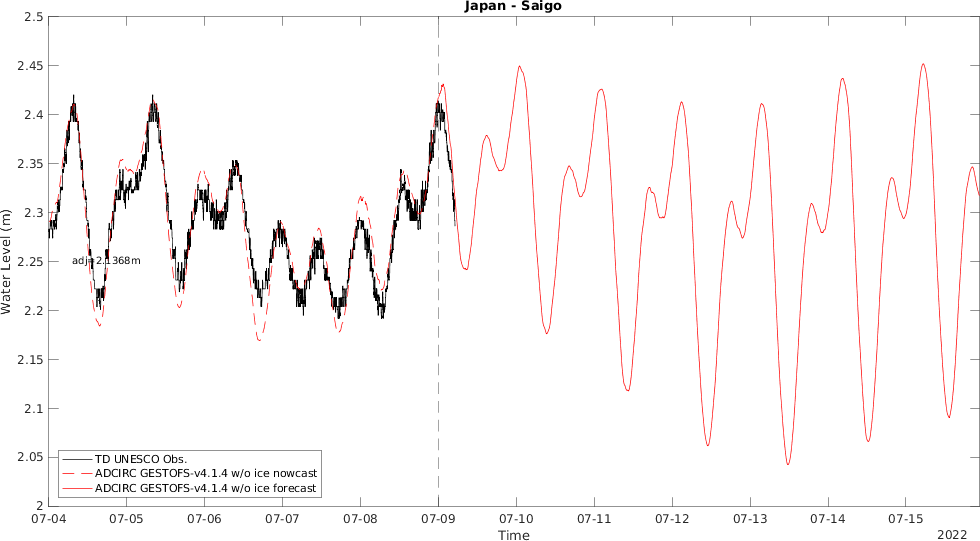 Japan - Saigo
2.5
2.45
2.4
2.35
2.3
2.25
2.2
2.15
2.1
2.05
2
Water Level (m)
adj=2.1368m
TD UNESCO Obs.
ADCIRC GESTOFS-v4.1.4 w/o ice nowcast
ADCIRC GESTOFS-v4.1.4 w/o ice forecast
07-04 07-05 07-06 07-07 07-08 07-09 07-10 07-11 07-12 07-13 07-14 07-15
Time
2022